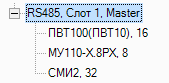 RS485, Слот 1, Master
ПВТ100(ПВТ10), 16
МУ110-Х.8РХ, 8
СМИ2, 32